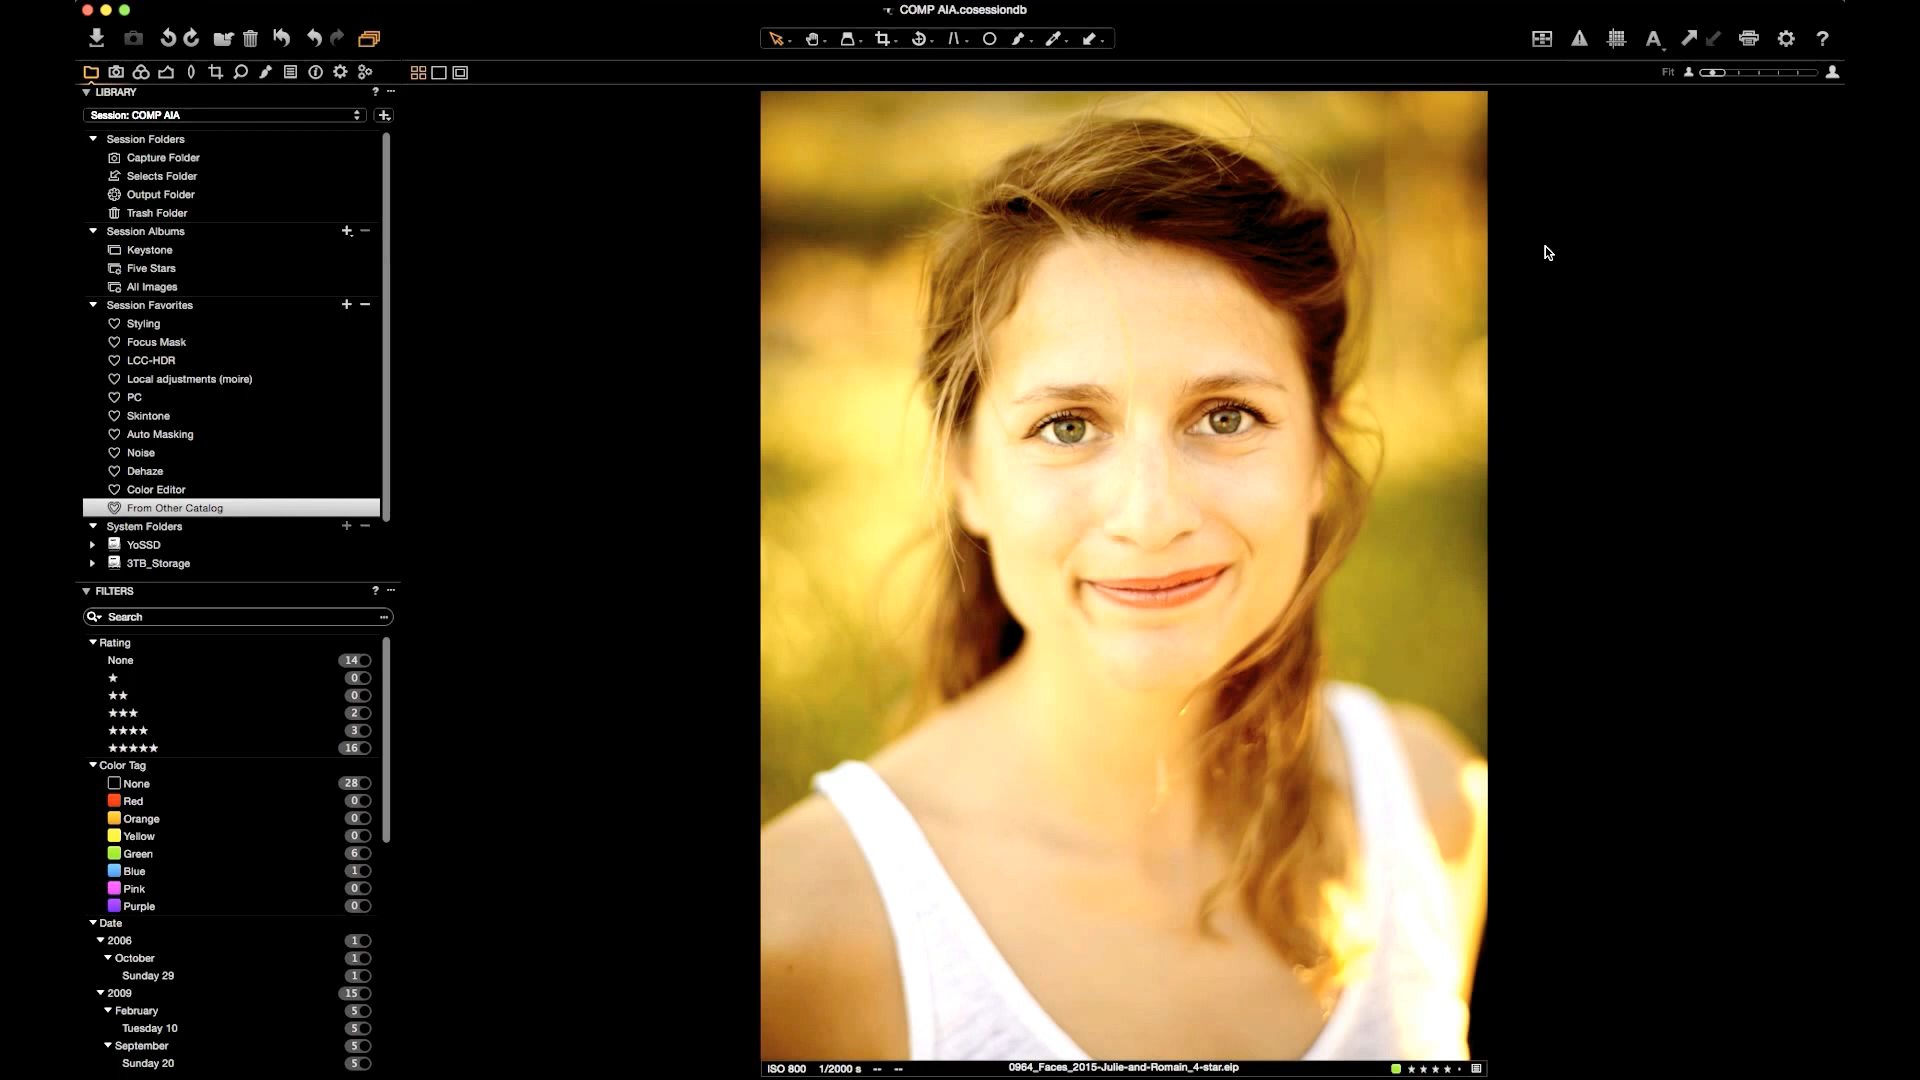 COMP AIA.cosessiondb
Fit
LIBRARY ? ...
Session: COMP AIA
Session Folders
Capture Folder
Selects Folder
Output Folder
Trash Folder
Session Albums
Keystone
Five Stars
All Images
Session Favorites
Styling
Focus Mask
LCC-HDR
Local adjustments (moire)
PC
Skintone
Auto Masking
Noise
Dehaze
Color Editor
From Other Catalog
System Folders
YoSSD
3TB_Storage
FILTERS ? ...
Search
Rating
None 14
★ 0
★★ 0
★★★ 2
★★★★ 3
★★★★★ 16
Color Tag
None 28
Red 0
Orange 0
Yellow 0
Green 6
Blue 1
Pink 0
Purple 0
Date
2006 1
October 1
Sunday 29 1
2009 15
February 5
Tuesday 10 5
September 5
Sunday 20 5
ISO 800 1/2000 s -- -- 0964_Faces_2015-Julie-and-Romain_4-star.eip ★★★★